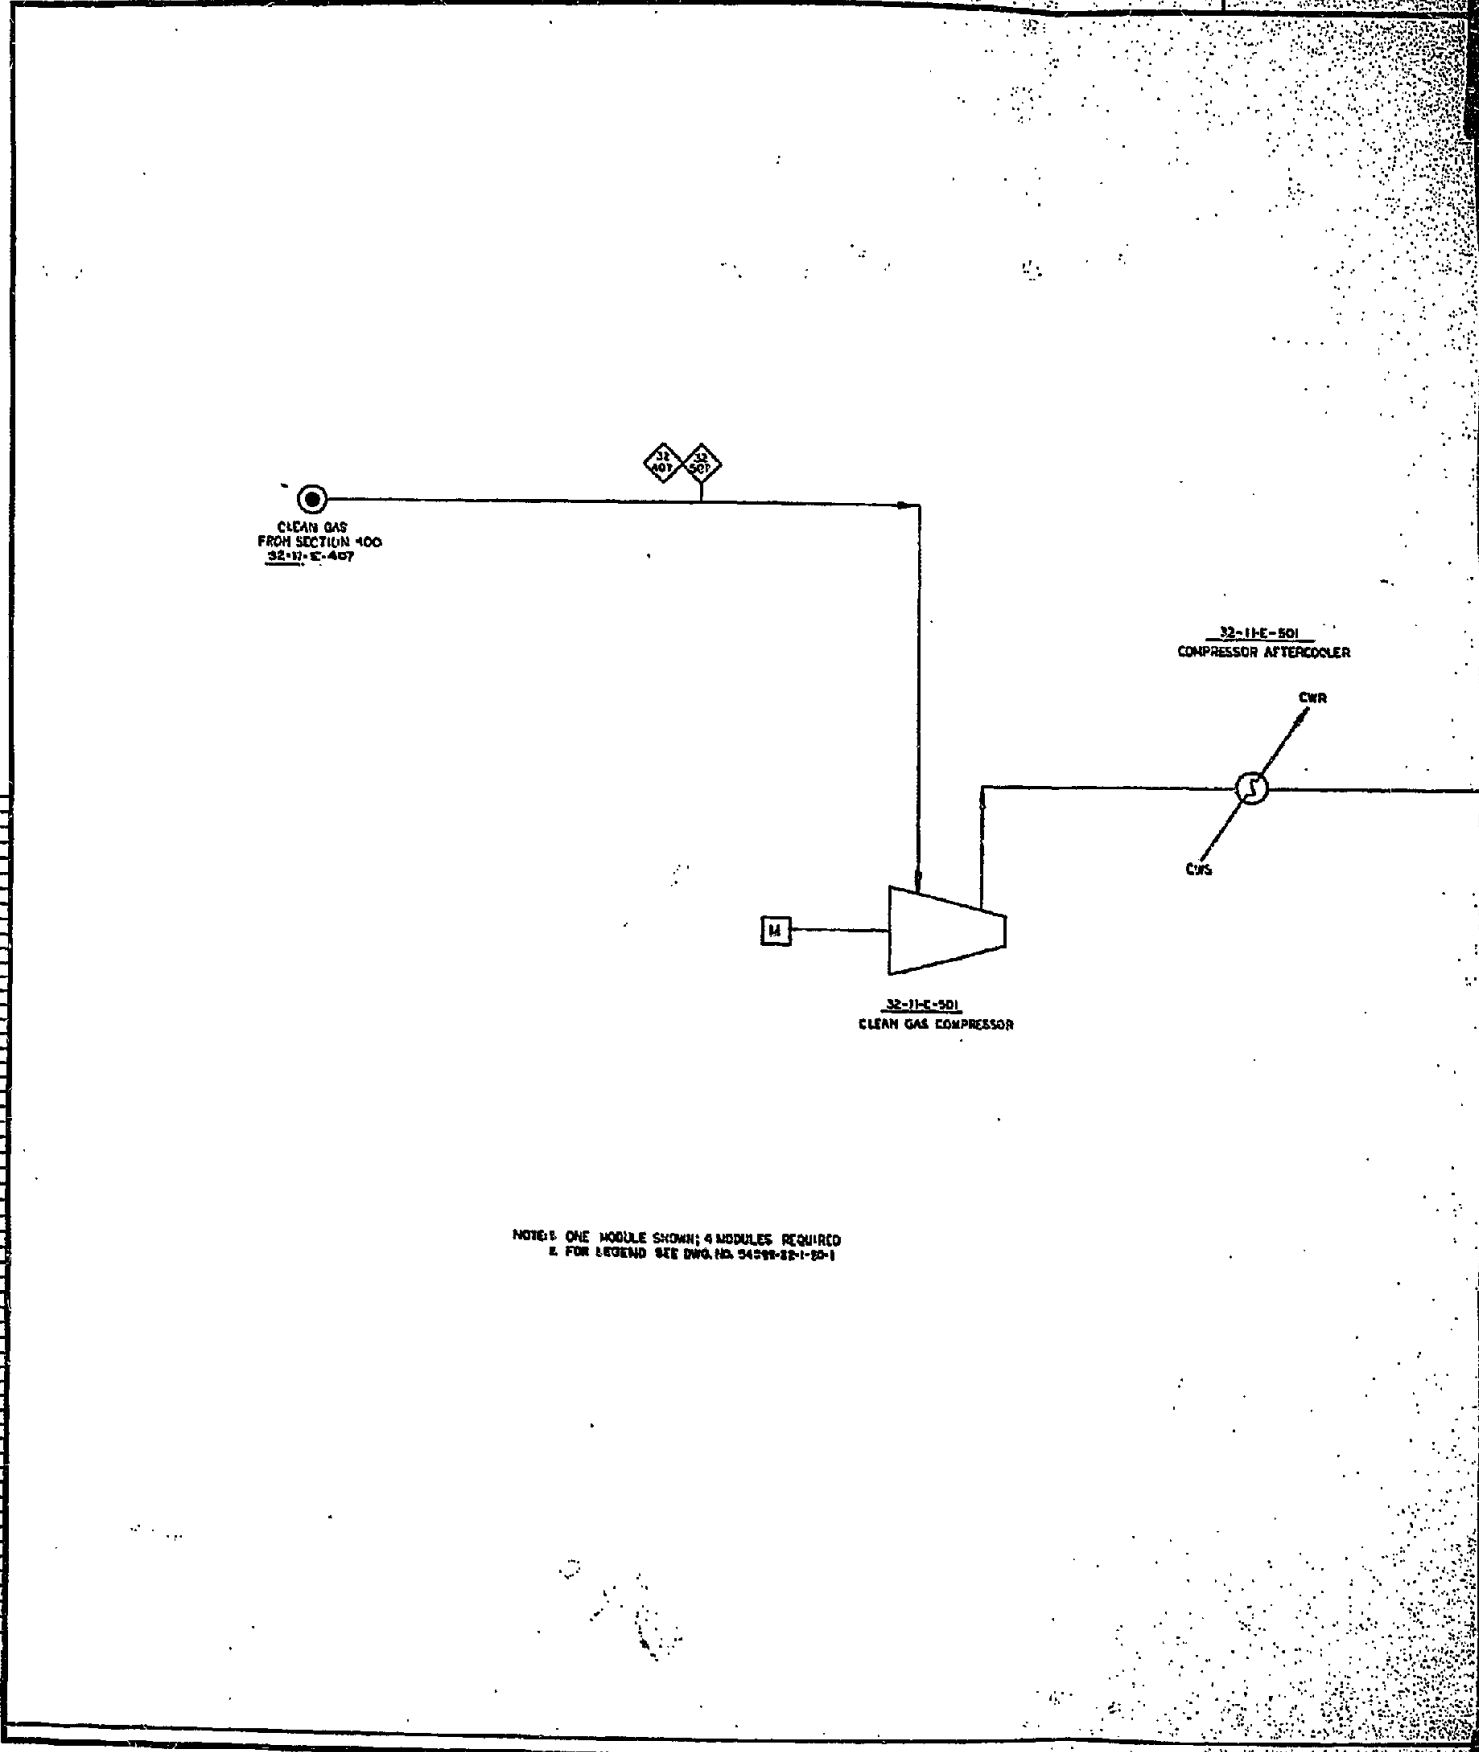 32
407
32
507
CLEAN GAS
FROM SECTION 400
32-11-E-407
32-11-E-501
COMPRESSOR AFTERCOOLER
CWR
CWS
M
32-11-C-501
CLEAN GAS COMPRESSOR
NOTE: 1. ONE MODULE SHOWN; 4 MODULES REQUIRED
2. FOR LEGEND SEE DWG. NO.